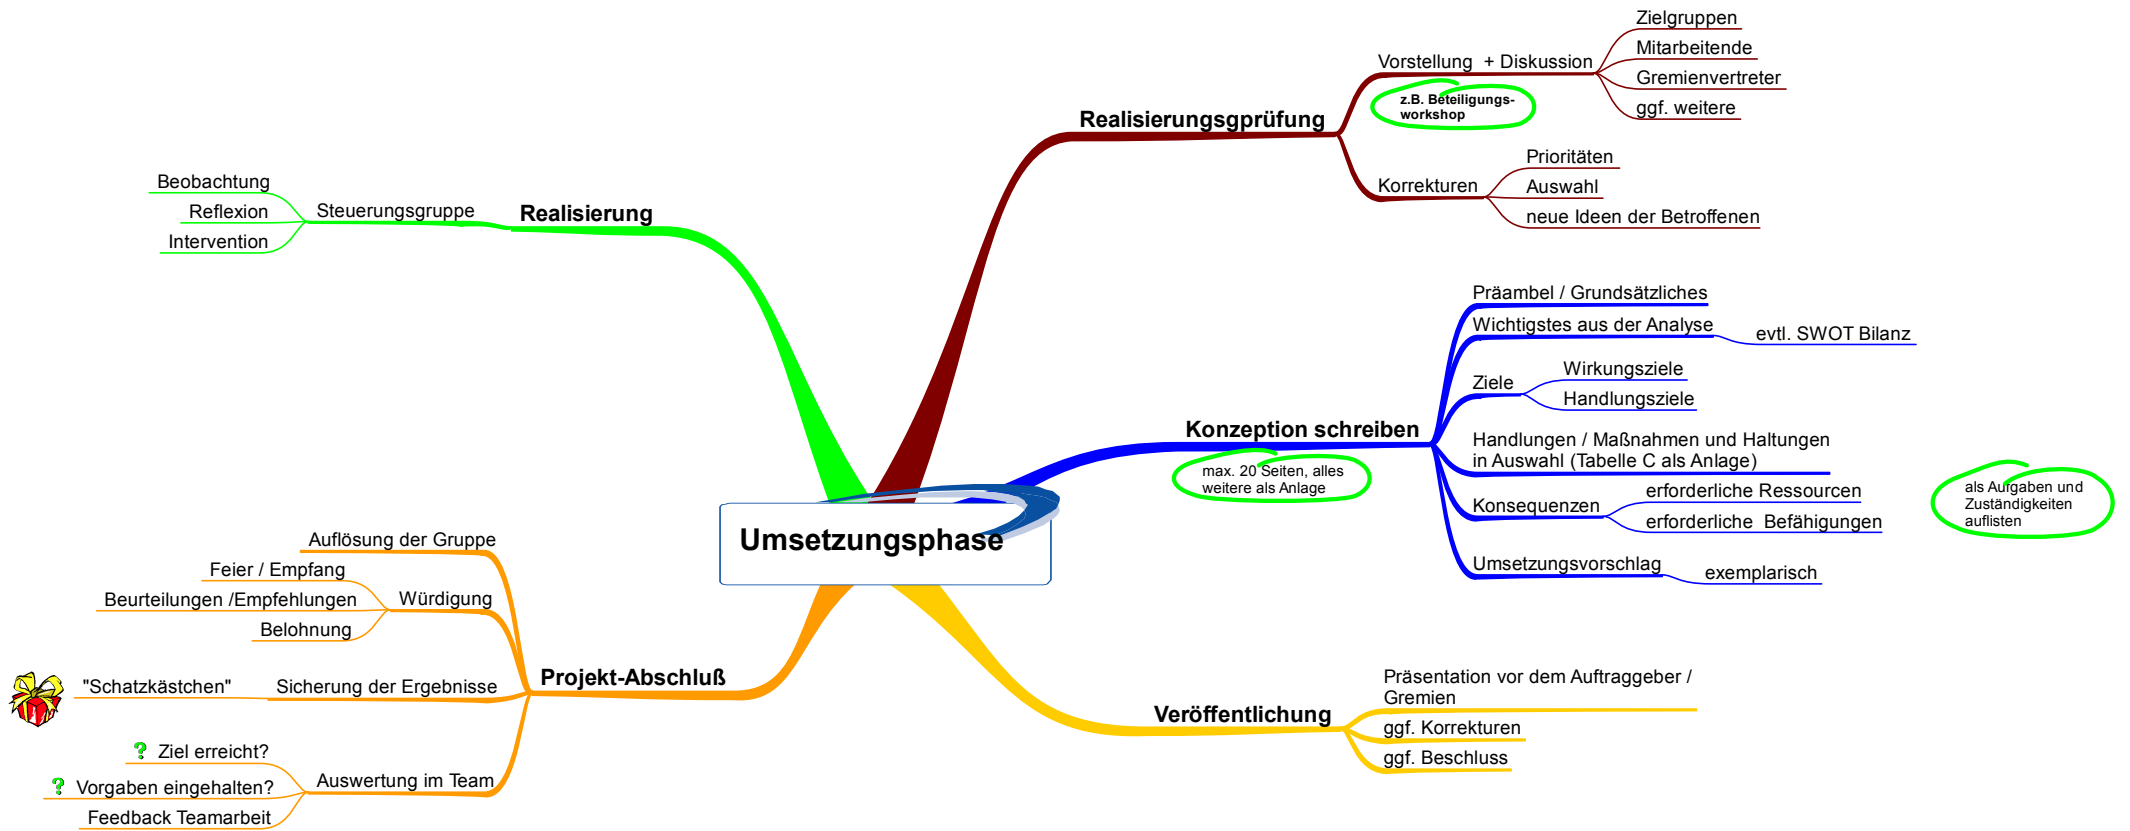 Umsetzungsphase
Realisierungsgprüfung
Vorstellung  + Diskussion
z.B. Beteiligungs-
workshop
Zielgruppen
Mitarbeitende
Gremienvertreter
ggf. weitere
Korrekturen
Prioritäten
Auswahl
neue Ideen der Betroffenen
Konzeption schreiben
max. 20 Seiten, alles
weitere als Anlage
Präambel / Grundsätzliches
Wichtigstes aus der Analyse
evtl. SWOT Bilanz
Ziele
Wirkungsziele
Handlungsziele
Handlungen / Maßnahmen und Haltungen
in Auswahl (Tabelle C als Anlage)
Konsequenzen
erforderliche Ressourcen
erforderliche  Befähigungen
als Aufgaben und
Zuständigkeiten
auflisten
Umsetzungsvorschlag
exemplarisch
Veröffentlichung
Präsentation vor dem Auftraggeber /
Gremien
ggf. Korrekturen
ggf. Beschluss
Projekt-Abschluß
Auflösung der Gruppe
Würdigung
Feier / Empfang
Beurteilungen /Empfehlungen
Belohnung
Sicherung der Ergebnisse
"Schatzkästchen"
Auswertung im Team
? Ziel erreicht?
? Vorgaben eingehalten?
Feedback Teamarbeit
Realisierung
Steuerungsgruppe
Beobachtung
Reflexion
Intervention